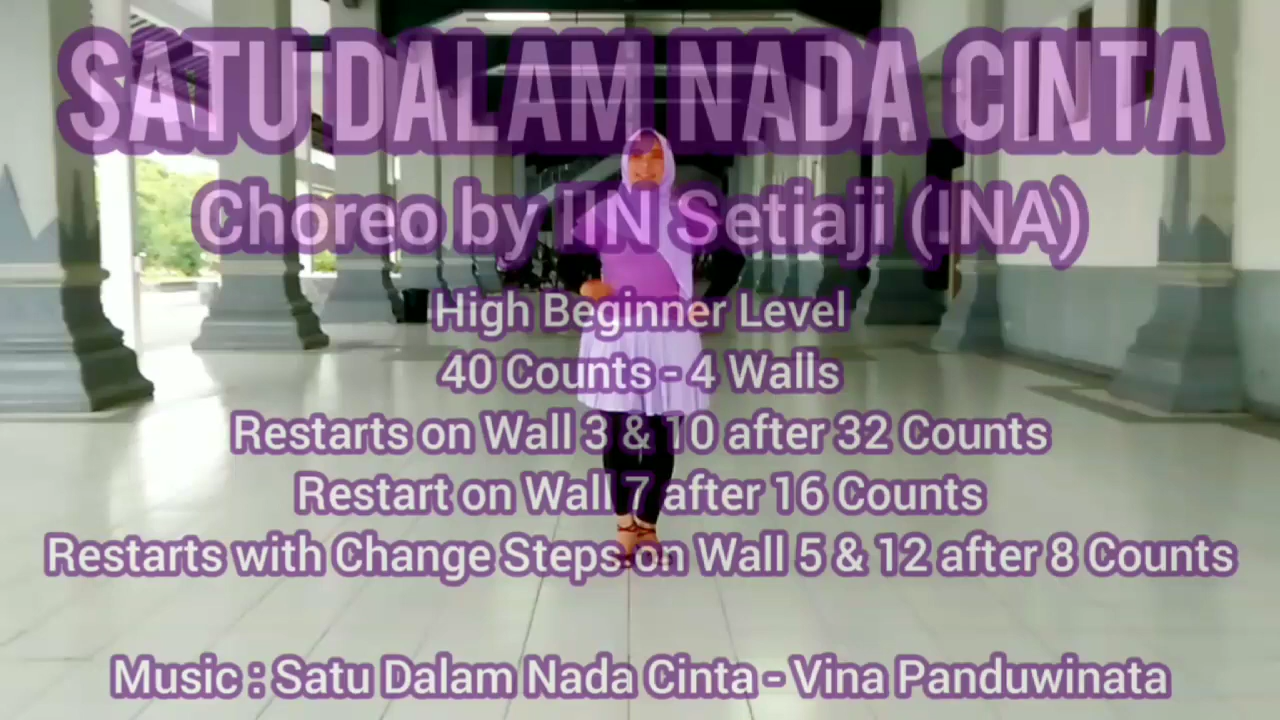 SATU DALAM NADA CINTA
Choreo by IIN Setiaji (INA)
High Beginner Level
40 Counts - 4 Walls
Restarts on Wall 3 & 10 after 32 Counts
Restart on Wall 7 after 16 Counts
Restarts with Change Steps on Wall 5 & 12 after 8 Counts
Music : Satu Dalam Nada Cinta - Vina Panduwinata